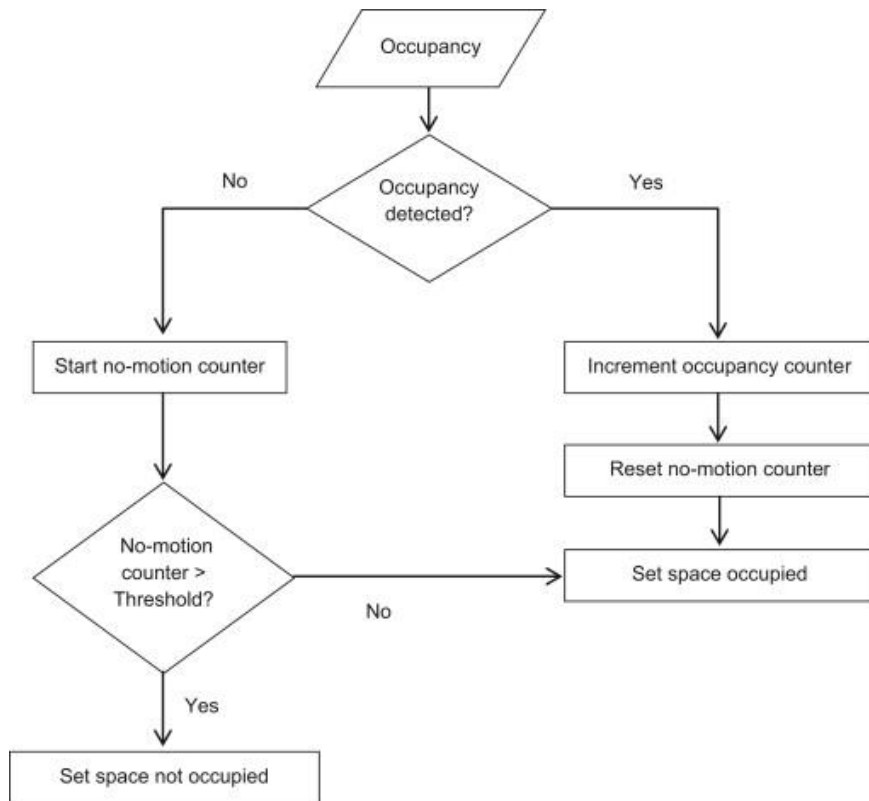 Occupancy
No
Occupancy
detected?
Yes
Start no-motion counter
Increment occupancy counter
Reset no-motion counter
No-motion
counter >
Threshold?
No
Set space occupied
Yes
Set space not occupied